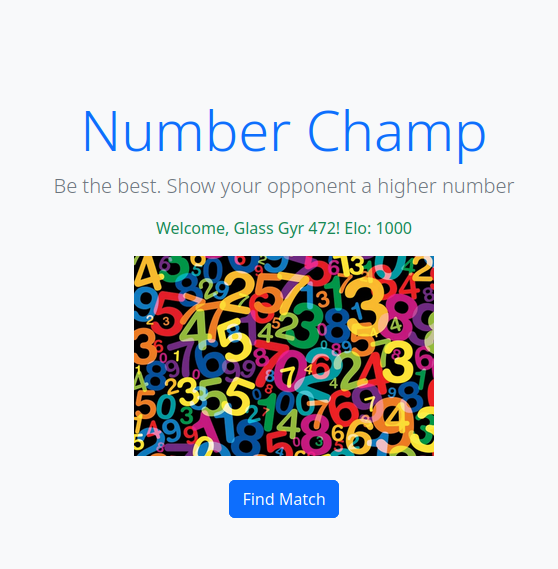 Number Champ
Be the best. Show your opponent a higher number
Welcome, Glass Gyr 472! Elo: 1000
Find Match